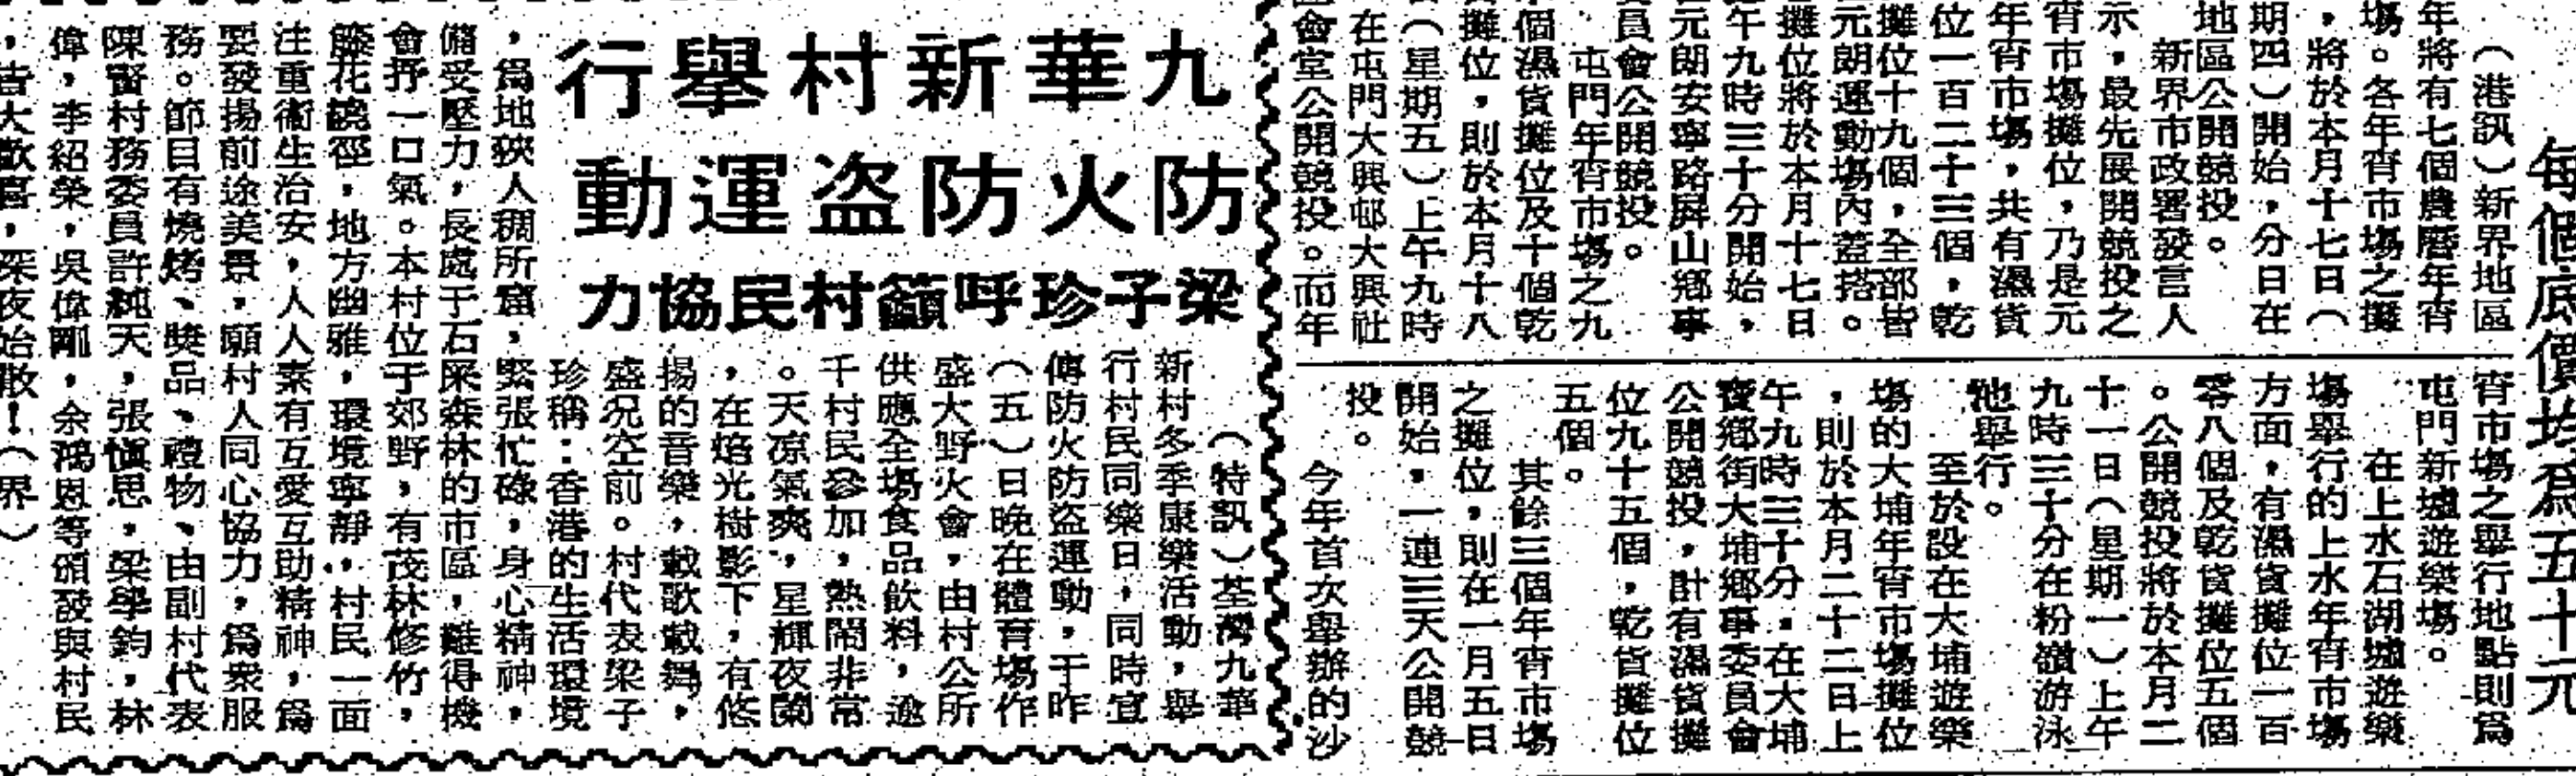 每個底價均為五十元
（港訊）新界地區
年將有七個農曆年宵
場。各年宵市場之攤
，將於本月十七日（
期四）開始，分日在
地區公開競投。
新界市政署發言人
示，最先展開競投之
宵市場攤位，乃是元
年宵市場，共有濕貨
位一百二十三個，乾
攤位十九個，全部皆
元朗運動場內蓋搭。
攤位將於本月十七日
午九時三十分開始，
元朗安寧路屏山鄉事
員會公開競投。
屯門年宵市場之九
個濕貨攤位及十個乾
攤位，則於本月十八
（星期五）上午九時
在屯門大興邨大興社
會堂公開競投。而年
宵市場之舉行地點則為
屯門新墟遊樂場。
在上水石湖墟遊樂
場舉行的上水年宵市場
方面，有濕貨攤位一百
零八個及乾貨攤位五個
。公開競投將於本月二
十一日（星期一）上午
九時三十分在粉嶺游泳
池舉行。
至於設在大埔遊樂
場的大埔年宵市場攤位
，則於本月二十二日上
午九時三十分，在大埔
寶鄉街大埔鄉事委員會
公開競投，計有濕貨攤
位九十五個，乾貨攤位
五個。
其餘三個年宵市場
之攤位，則在一月五日
開始，一連三天公開競
投。
今年首次舉辦的沙
九華新村舉行
防火防盜運動
梁子珍呼籲村民協力
（特訊）荃灣九華
新村多季康樂活動，舉
行村民同樂日，同時宣
傳防火防盜運動，于昨
（五）日晚在體育場作
盛大野火會，由村公所
供應全場食品飲料，逾
千村民參加，熱鬧非常
。天凉氣爽，星輝夜闌
，在焰光樹影下，有悠
揚的音樂，載歌載舞，
盛况空前。村代表梁子
珍稱：香港的生活環境
，為地狹人稠所窘，緊張忙碌，身心精神，
備受壓力，長處于石屎森林的市區，難得機
會抒一口氣。本村位于郊野，有茂林修竹，
籐花繞徑，地方幽雅，環境寧靜，村民一面
注重衞生治安，人人素有互愛互助精神，為
要發揚前途美景，願村人同心協力，為衆服
務。節目有燒烤、獎品、禮物、由副村代表
陳寶村務委員許純天，張慎思，梁學鈞，林
偉，李紹榮，吳偉剛，余鴻恩等頒發與村民
，皆大歡喜，深夜始散！（界）